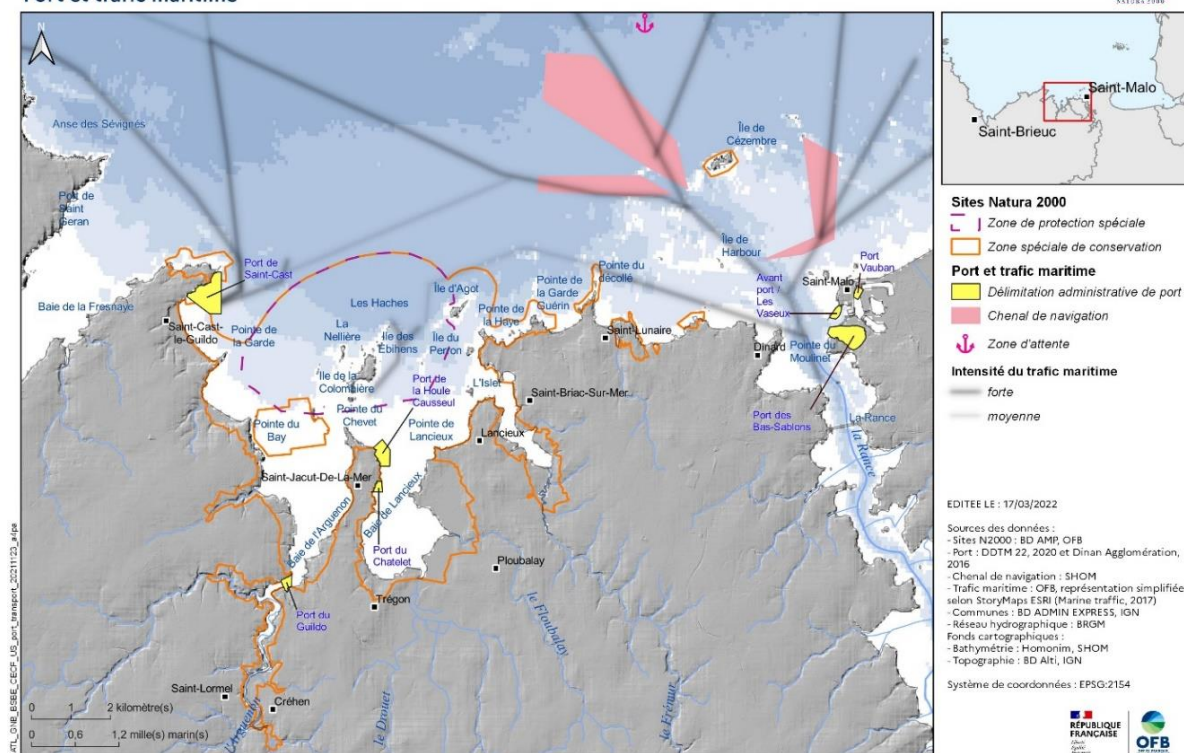 Port et trafic maritime
NATURA 2000
N
Anse des Sévignés
Port de
Saint
Geran
Baie de la Fresnaye
Port de
Saint-Cast
Saint-Cast-
le-Guildo
Pointe de
la Garde
Les Haches
La
Nellière
Île des
Ebihens
Île de la
Colombière
Pointe du
Chevet
Île d'Agot
Île du
Perron
Port de
la Houle
Causseul
Pointe de
la Haye
Pointe de
la Garde
Guérin
Pointe du
décollé
Île de
Cézembre
Île de
Harbour
Avant
port / Les
Vaseux
Port
Vauban
Saint-Malo
Pointe du
Moulinet
Dinard
Saint-Lunaire
L'Islet
Saint-Briac-Sur-Mer
Pointe de
Lancieux
Lancieux
Port des
Bas-Sablons
La-Rance
la Rance
Pointe du
Bay
Saint-Jacut-De-La-Mer
Baie de l'Arguenon
Baie de Lancieux
Port du
Chatelet
Ploubalay
Trégon
Port du
Guildo
Saint-Lormel
Créhen
l'Arguenon
le Drouet
le Floubalay
la Frémur
0 2 kilomètre(s)
0 0,6 1,2 mille(s) marin(s)
ATL_GNB_BSBE_CECF_US_port_transport_20211123_a4pa
Saint-Malo
Saint-Brieuc
Sites Natura 2000
Zone de protection spéciale
Zone spéciale de conservation
Port et trafic maritime
Délimitation administrative de port
Chenal de navigation
Zone d'attente
Intensité du trafic maritime
forte
moyenne
EDITEE LE : 17/03/2022
Sources des données :
- Sites N2000 : BD AMP, OFB
- Port : DDTM 22, 2020 et Dinan Agglomération,
2016
- Chenal de navigation : SHOM
- Trafic maritime : OFB, représentation simplifiée
selon StoryMaps ESRI (Marine traffic, 2017)
- Communes : BD ADMIN EXPRESS, IGN
- Réseau hydrographique : BRGM
Fonds cartographiques :
- Bathymétrie : Homonim, SHOM
- Topographie : BD Alti, IGN
Système de coordonnées : EPSG:2154
RÉPUBLIQUE
FRANÇAISE
Liberté
Égalité
OFB